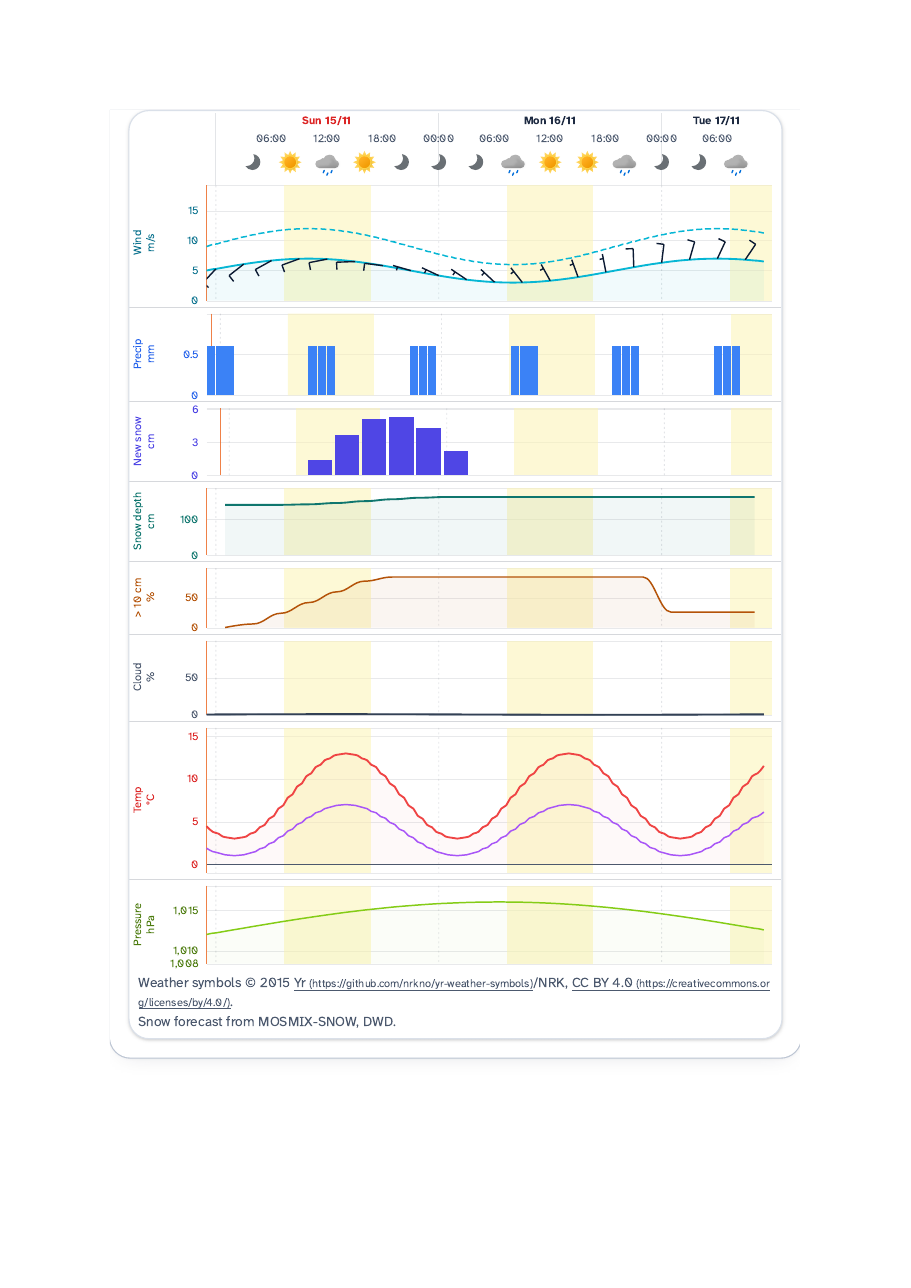 Sun 15/11 Mon 16/11 Tue 17/11
06:00 12:00 18:00 00:00 06:00 12:00 18:00 00:00 06:00
Wind
m/s
15
10
5
0
Precip
mm
0.5
0
New snow
cm
6
3
0
Snow depth
cm
100
0
> 10 cm
%
50
0
Cloud
%
50
0
Temp
°C
15
10
5
0
Pressure
hPa
1,015
1,010
1,008
Weather symbols © 2015 Yr (https://github.com/nrkno/yr-weather-symbols)/NRK, CC BY 4.0 (https://creativecommons.or
g/licenses/by/4.0/).
Snow forecast from MOSMIX-SNOW, DWD.